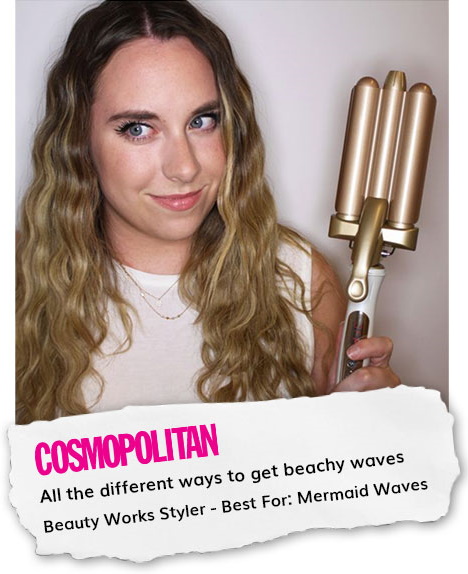 COSMOPOLITAN
All the different ways to get beachy waves
Beauty Works Styler - Best For: Mermaid Waves